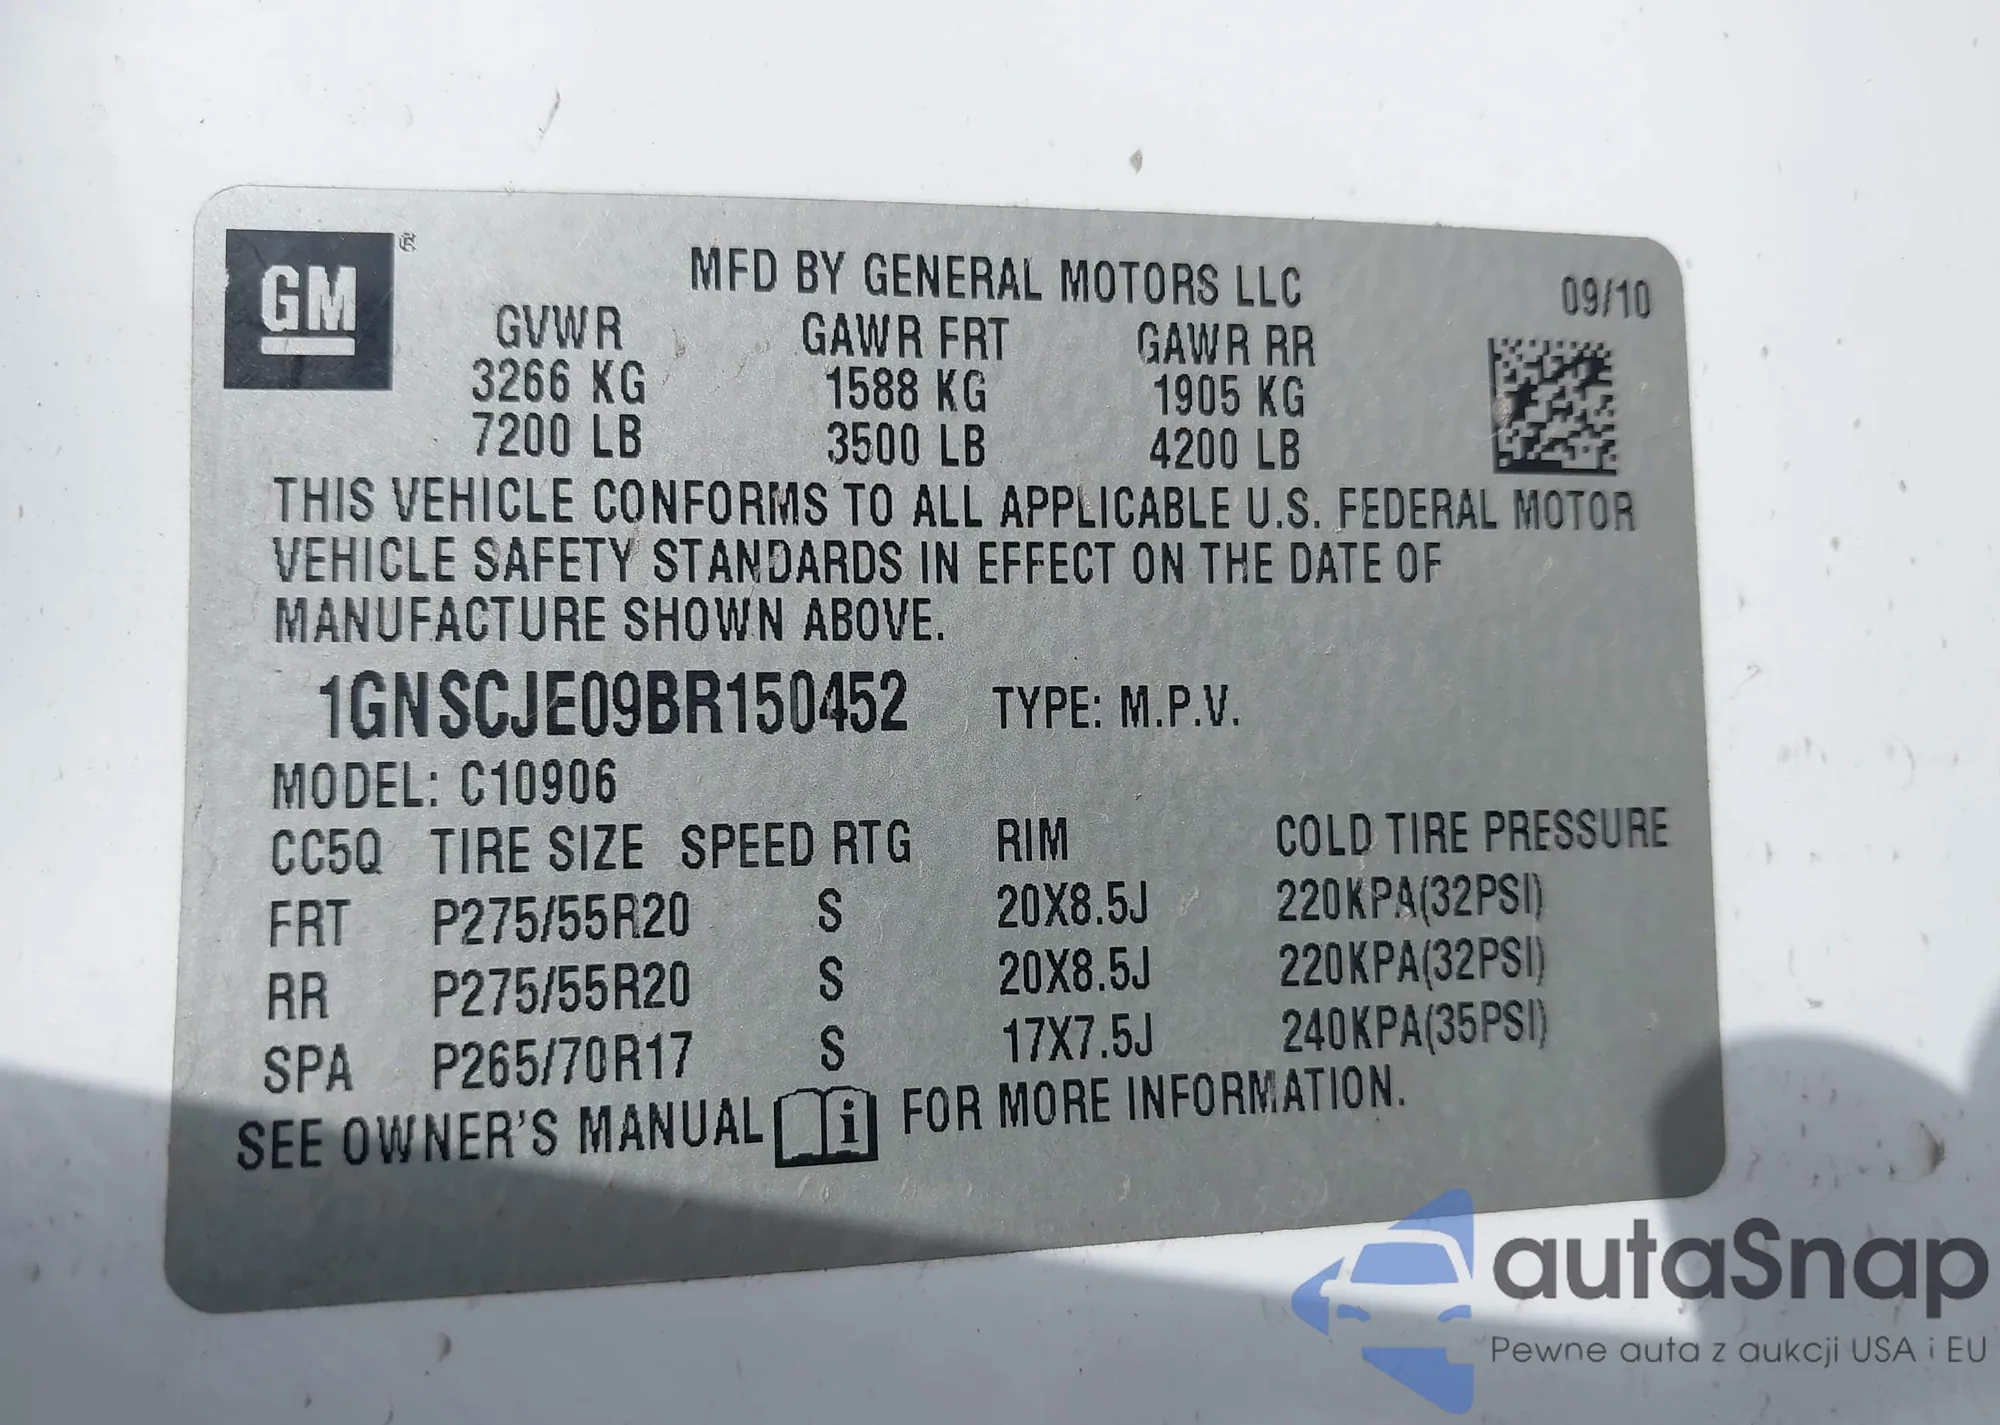 GM ®
MFD BY GENERAL MOTORS LLC 09/10
GVWR GAWR FRT GAWR RR
3266 KG 1588 KG 1905 KG
7200 LB 3500 LB 4200 LB
THIS VEHICLE CONFORMS TO ALL APPLICABLE U.S. FEDERAL MOTOR
VEHICLE SAFETY STANDARDS IN EFFECT ON THE DATE OF
MANUFACTURE SHOWN ABOVE.
1GNSCJE09BR150452 TYPE: M.P.V.
MODEL: C10906
CC5Q TIRE SIZE SPEED RTG RIM COLD TIRE PRESSURE
FRT P275/55R20 S 20X8.5J 220KPA(32PSI)
RR P275/55R20 S 20X8.5J 220KPA(32PSI)
SPA P265/70R17 S 17X7.5J 240KPA(35PSI)
SEE OWNER'S MANUAL i FOR MORE INFORMATION.
autaSnap
Pewne auta z aukcji USA i EU